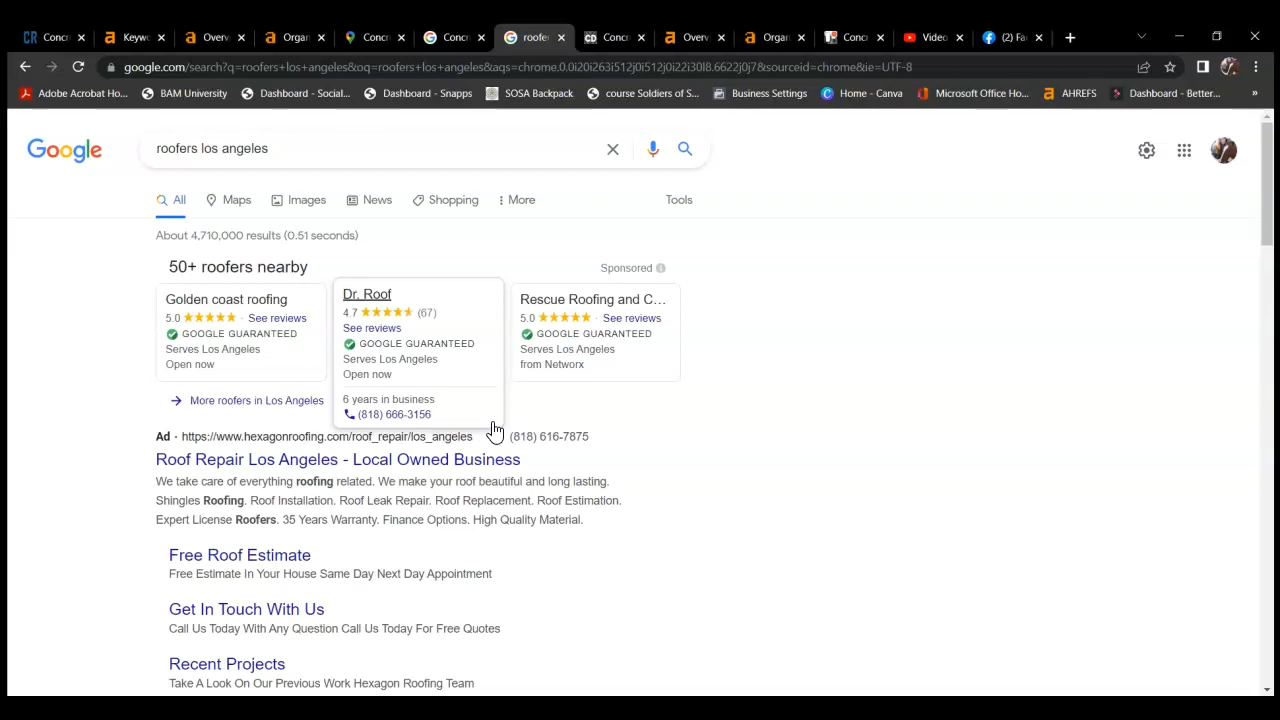 Concre
Keywo
Overv
Organ
Concre
Concre
roofer
Concre
Overv
Organ
Concr
Video
(2) Fa
google.com/search?q=roofers+los+angeles&oq=roofers+los+angeles&aqs=chrome.0.0i20i263i512j0i512j0i22i30l8.6622j0j7&sourceid=chrome&ie=UTF-8
Adobe Acrobat Ho...
BAM University
Dashboard - Social...
Dashboard - Snapps
SOSA Backpack
course Soldiers of S...
Business Settings
Home - Canva
Microsoft Office Ho...
AHREFS
Dashboard - Better...
»
Google
roofers los angeles
All
Maps
Images
News
Shopping
More
Tools
About 4,710,000 results (0.51 seconds)
50+ roofers nearby
Sponsored
Golden coast roofing
5.0 · See reviews
GOOGLE GUARANTEED
Serves Los Angeles
Open now
Dr. Roof
4.7 (67)
See reviews
GOOGLE GUARANTEED
Serves Los Angeles
Open now
6 years in business
(818) 666-3156
Rescue Roofing and C...
5.0 · See reviews
GOOGLE GUARANTEED
Serves Los Angeles
from Networx
More roofers in Los Angeles
Ad · https://www.hexagonroofing.com/roof_repair/los_angeles (818) 616-7875
Roof Repair Los Angeles - Local Owned Business
We take care of everything roofing related. We make your roof beautiful and long lasting.
Shingles Roofing. Roof Installation. Roof Leak Repair. Roof Replacement. Roof Estimation.
Expert License Roofers. 35 Years Warranty. Finance Options. High Quality Material.
Free Roof Estimate
Free Estimate In Your House Same Day Next Day Appointment
Get In Touch With Us
Call Us Today With Any Question Call Us Today For Free Quotes
Recent Projects
Take A Look On Our Previous Work Hexagon Roofing Team